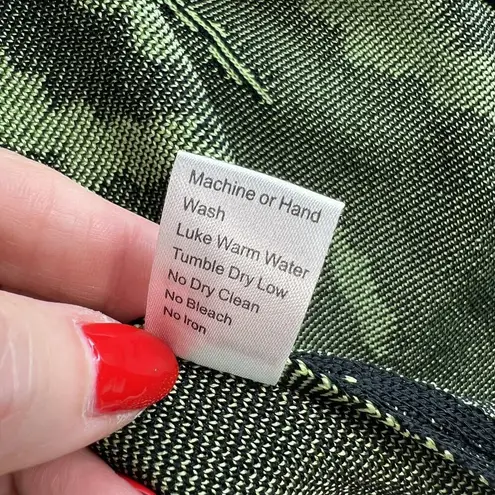 Machine or Hand
Wash
Luke Warm Water
Tumble Dry Low
No Dry Clean
No Bleach
No Iron